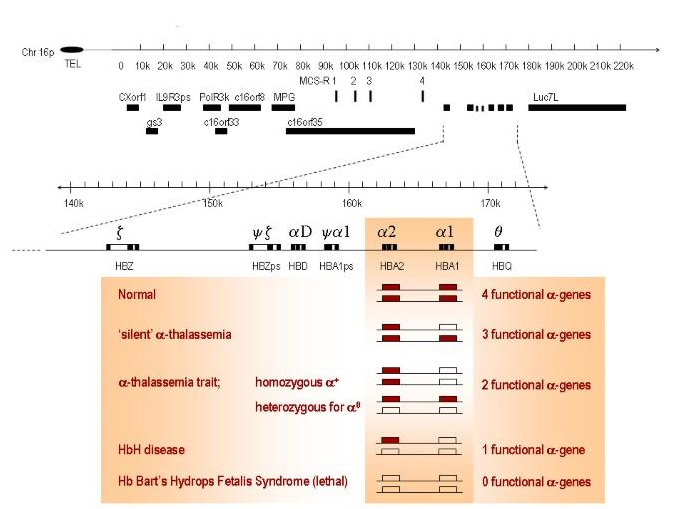 Chr 16p
TEL
0 10k 20k 30k 40k 50k 60k 70k 80k 90k 100k 110k 120k 130k 140k 150k 160k 170k 180k 190k 200k 210k 220k
MCS-R 1 2 3 4
CXorf1 IL9R3ps PolR3k c16orf8 MPG Luc7L
gs3 c16orf33 c16orf35
140k 150k 160k 170k
ζ ψζ αD ψα1 α2 α1 θ
HBZ HBZps HBD HBA1ps HBA2 HBA1 HBQ
Normal 4 functional α-genes
‘silent’ α-thalassemia 3 functional α-genes
α-thalassemia trait; homozygous α⁺ 2 functional α-genes
heterozygous for α⁰
HbH disease 1 functional α-gene
Hb Bart's Hydrops Fetalis Syndrome (lethal) 0 functional α-genes